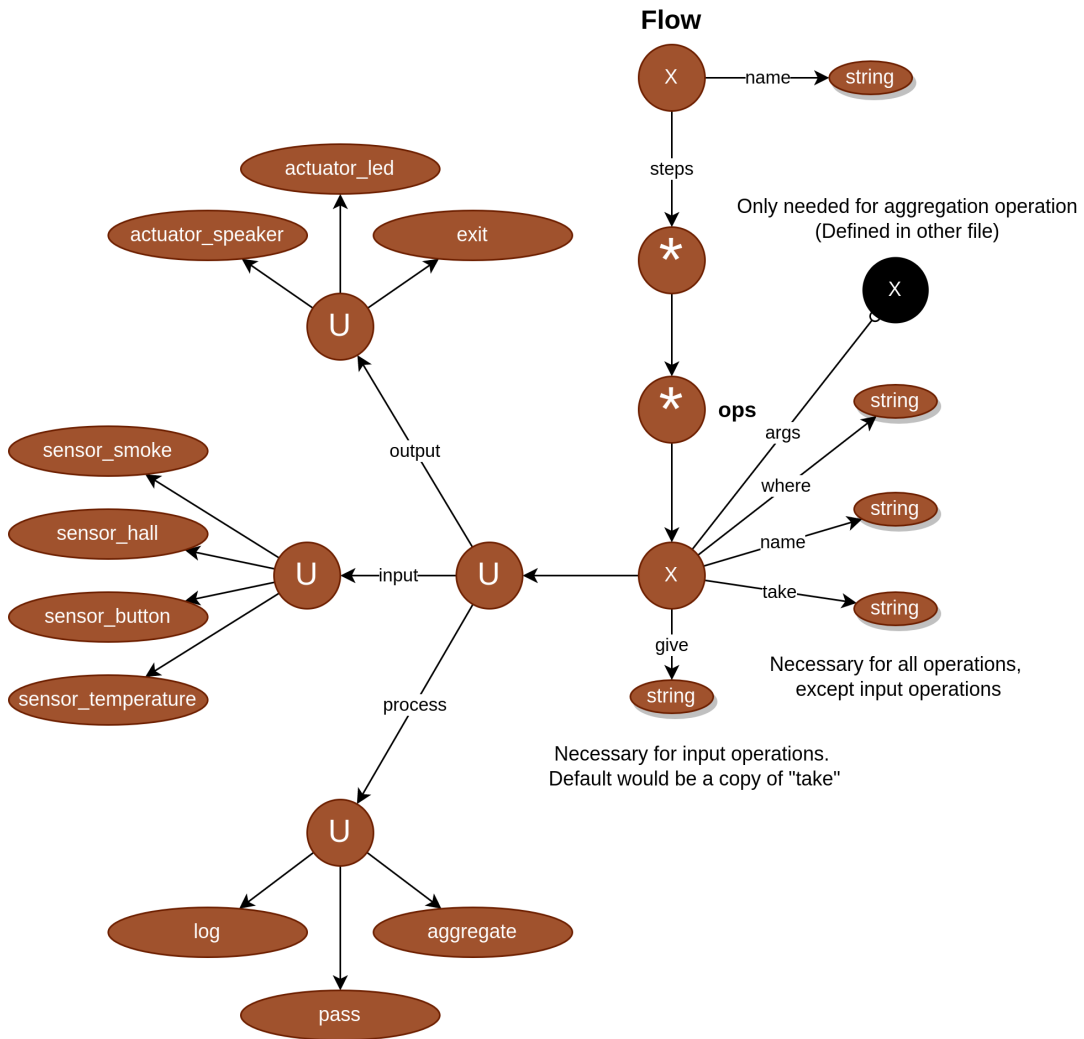 Flow
X
name
string
steps
actuator_led
Only needed for aggregation operation
(Defined in other file)
actuator_speaker
exit
*
X
U
*
ops
string
args
sensor_smoke
output
where
string
sensor_hall
name
U
input
U
X
take
string
sensor_button
give
Necessary for all operations,
except input operations
sensor_temperature
string
process
Necessary for input operations.
Default would be a copy of "take"
U
log
aggregate
pass